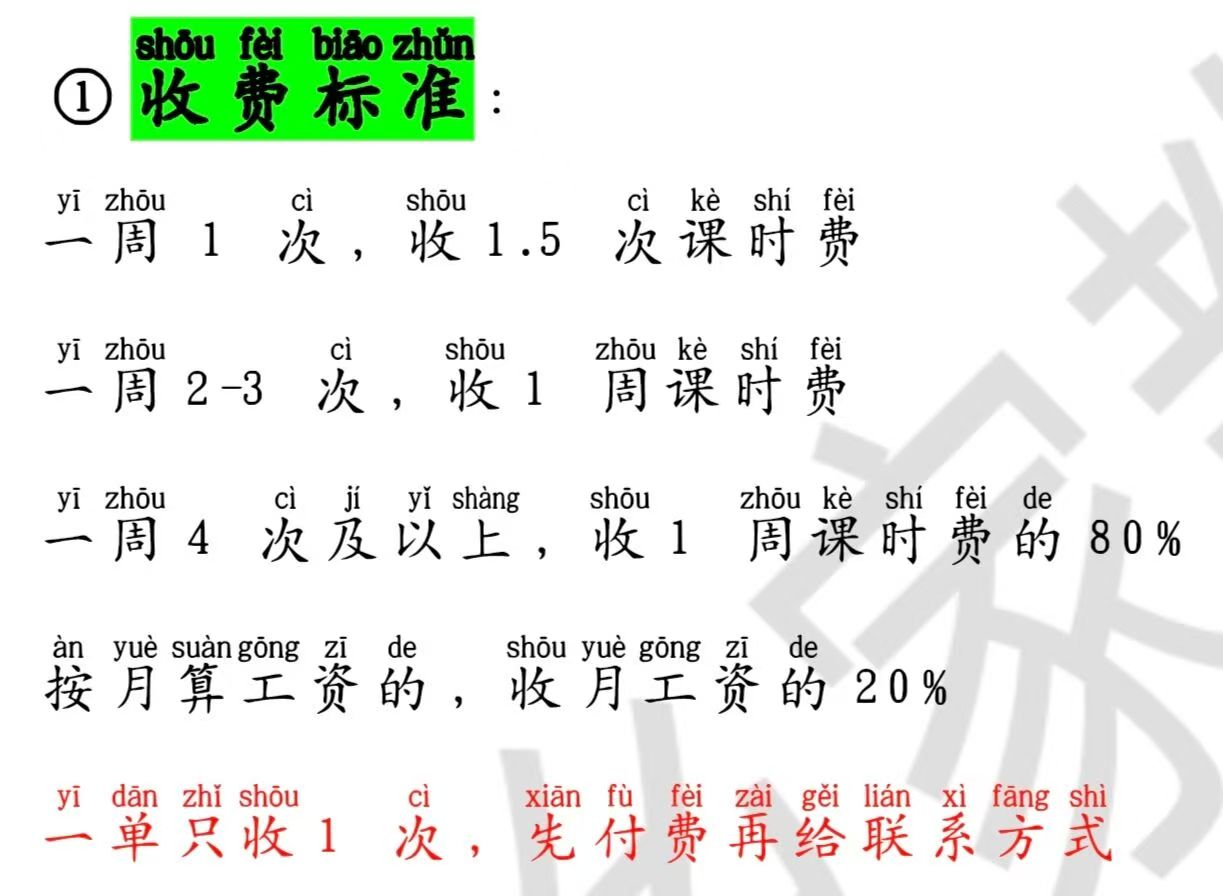 shōu fèi biāo zhǔn
① 收费标准：
yī zhōu cì shōu cì kè shí fèi
一周1次，收1.5次课时费
yī zhōu cì shōu zhōu kè shí fèi
一周2-3次，收1周课时费
yī zhōu cì jí yǐ shàng shōu zhōu kè shí fèi de
一周4次及以上，收1周课时费的80%
àn yuè suàn gōng zī de shōu yuè gōng zī de
按月算工资的，收月工资的20%
yī dān zhǐ shōu cì xiān fù fèi zài gěi lián xì fāng shì
一单只收1次，先付费再给联系方式